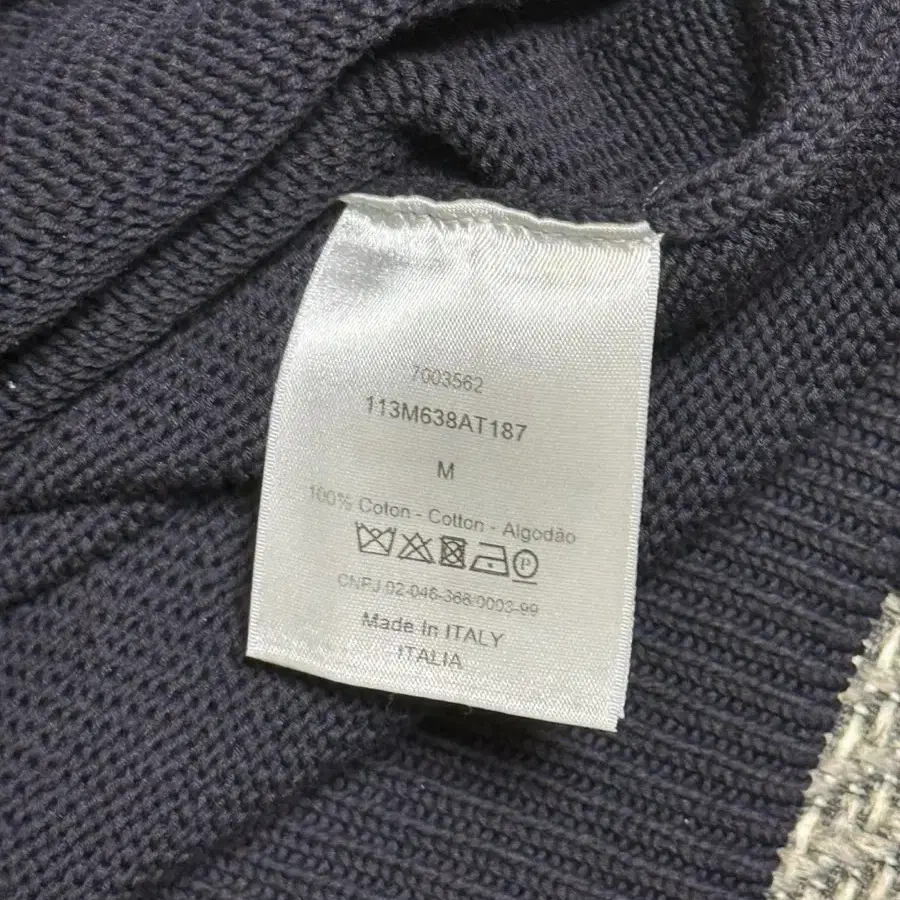 7003562
113M638AT187
M
100% Coton - Cotton - Algodão
P
CNPJ 02-046-368/0003-99
Made In ITALY
ITALIA